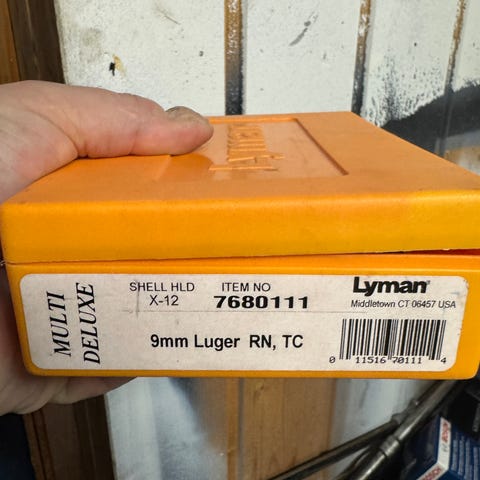 Lyman
MULTI
DELUXE
SHELL HLD
X-12
ITEM NO
7680111
Lyman
Middletown CT 06457 USA
9mm Luger RN, TC
0 11516 70111 4